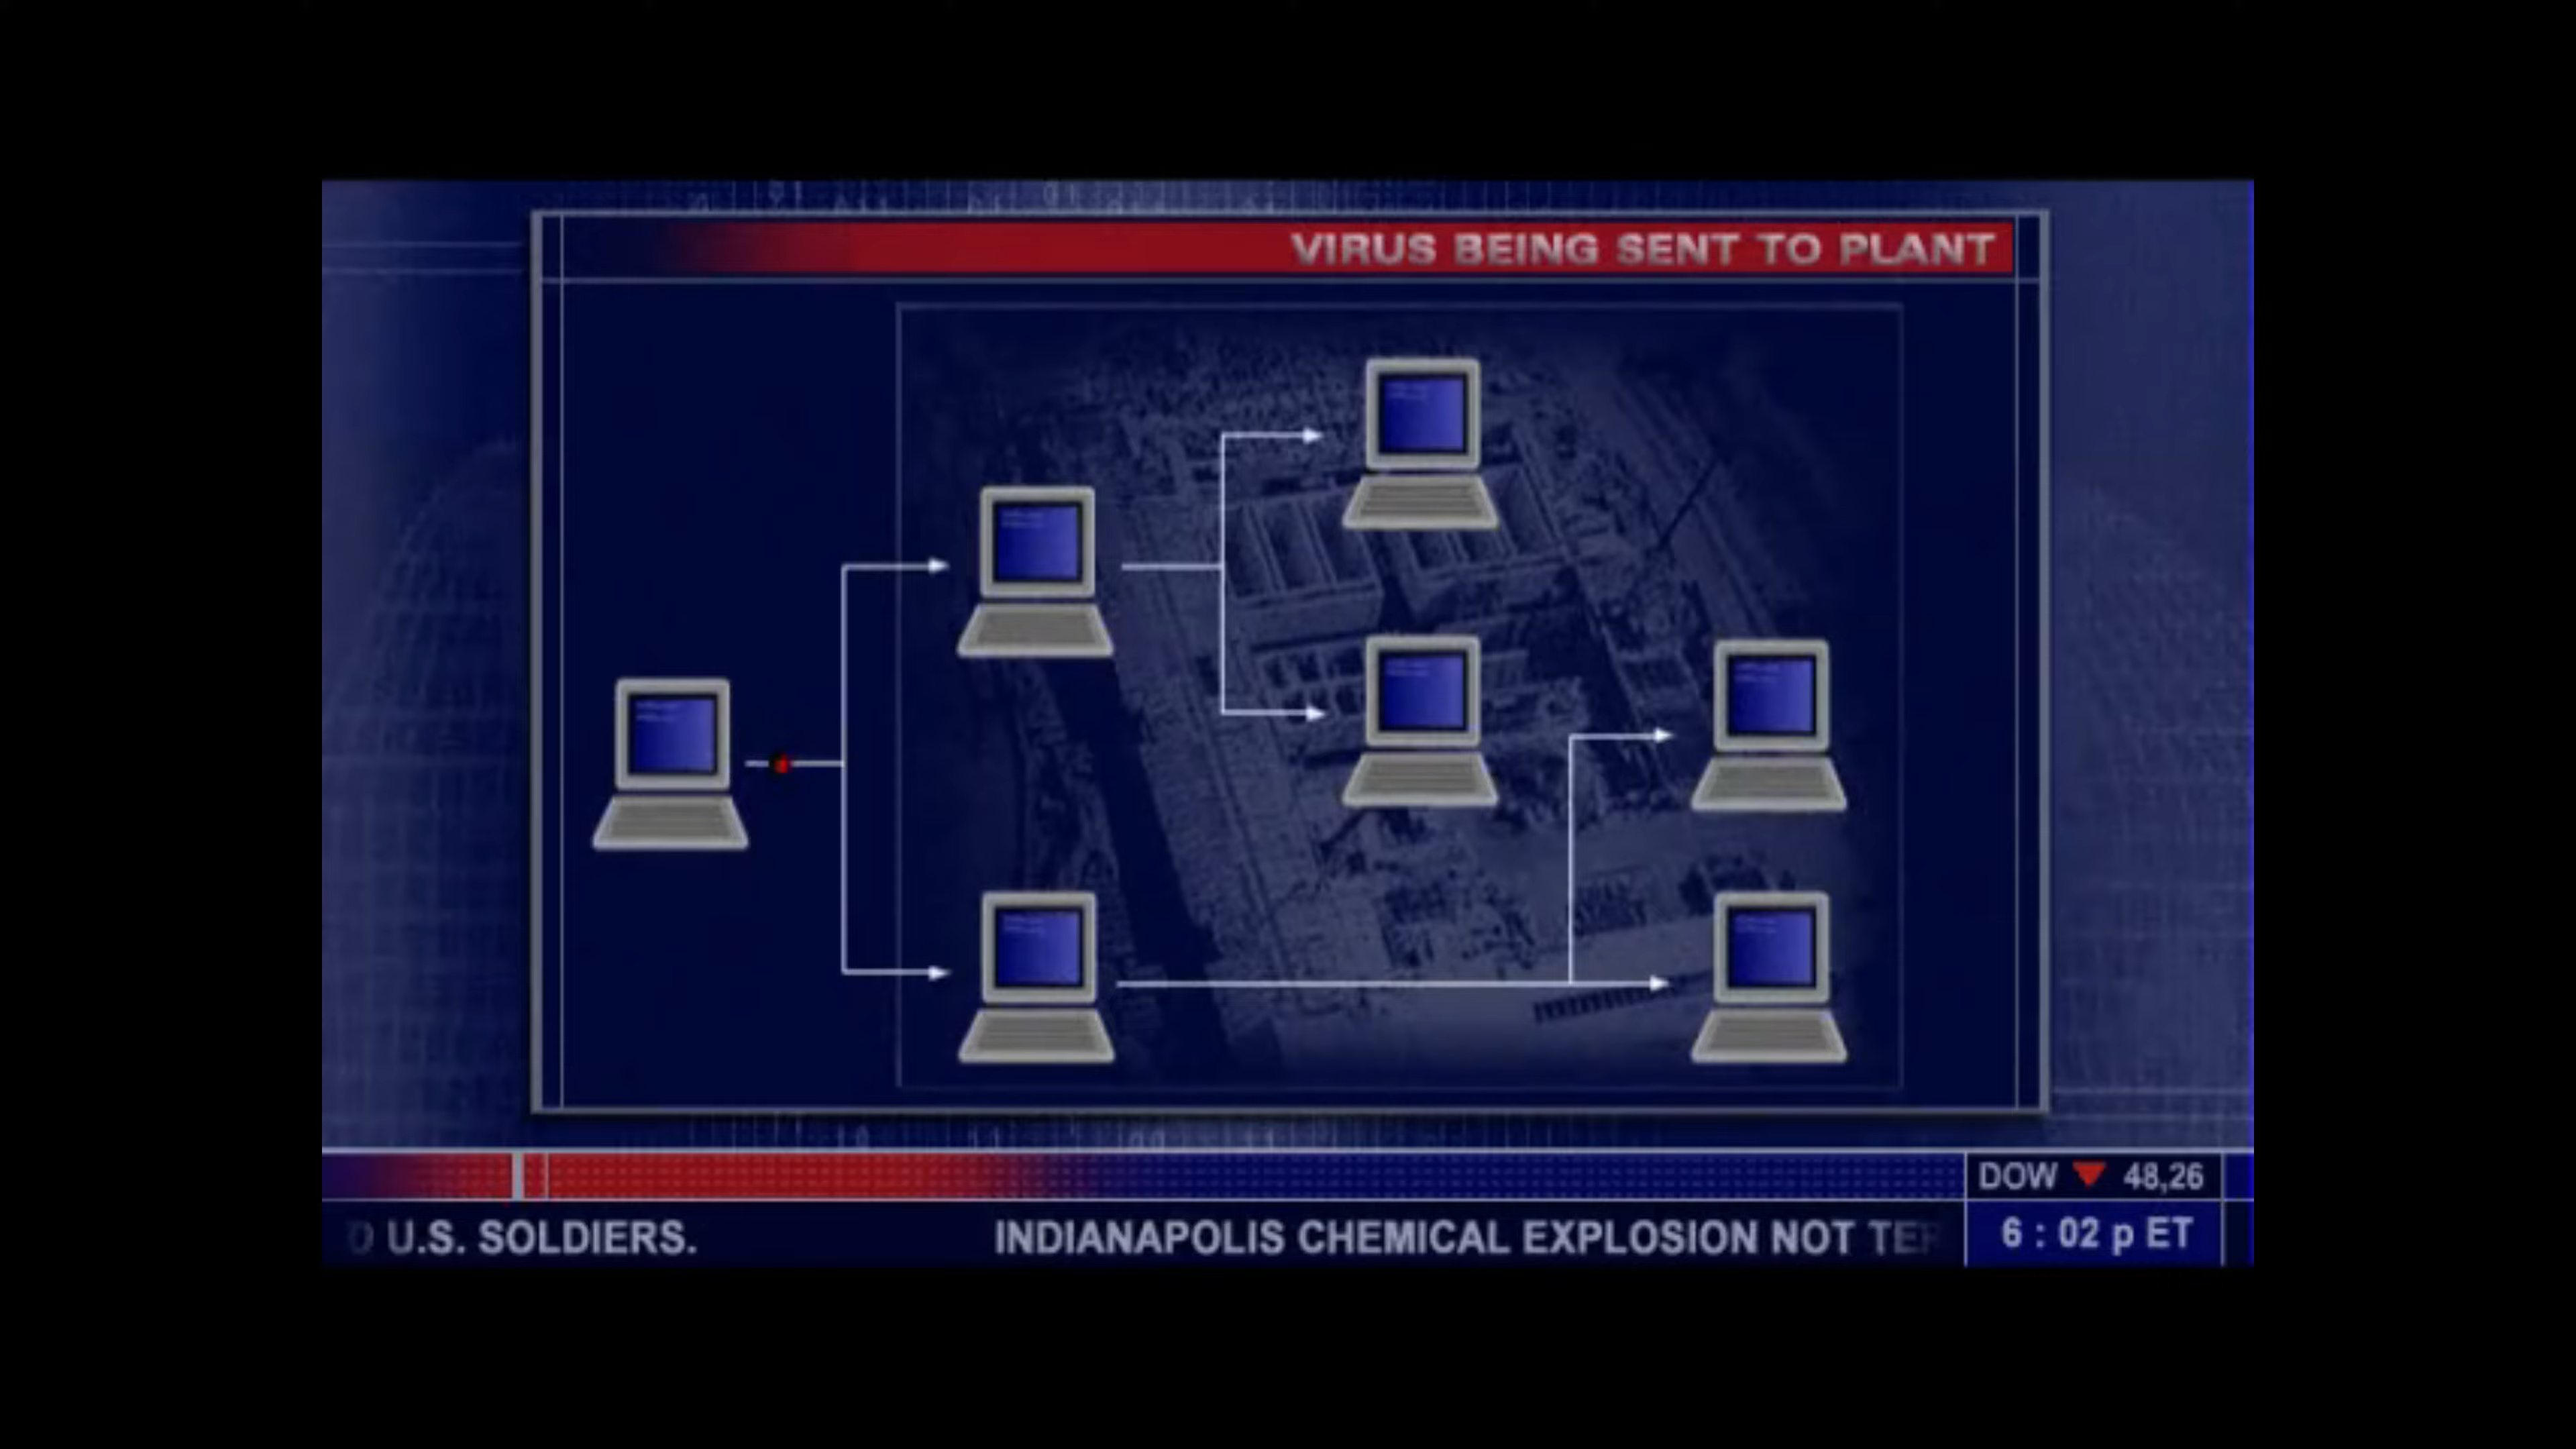 VIRUS BEING SENT TO PLANT
DOW 48,26
U.S. SOLDIERS. INDIANAPOLIS CHEMICAL EXPLOSION NOT
6 : 02 p ET